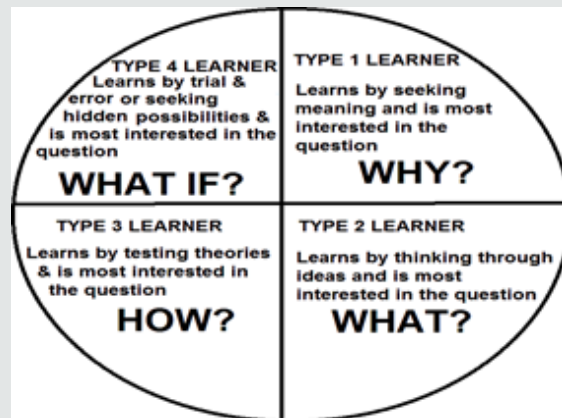 TYPE 4 LEARNER
Learns by trial &
error or seeking
hidden possibilities &
is most interested in the
question
WHAT IF?
TYPE 1 LEARNER
Learns by seeking
meaning and is most
interested in the
question
WHY?
TYPE 3 LEARNER
Learns by testing theories
& is most interested in
the question
HOW?
TYPE 2 LEARNER
Learns by thinking through
ideas and is most
interested in the question
WHAT?